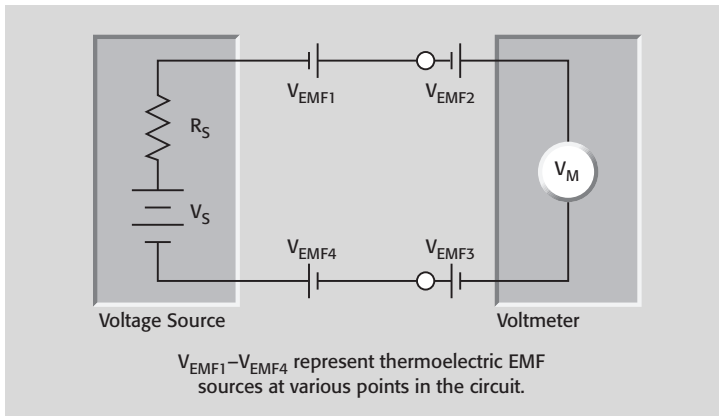 V_EMF1
V_EMF2
R_S
V_M
V_S
V_EMF4
V_EMF3
Voltage Source
Voltmeter
V_EMF1–V_EMF4 represent thermoelectric EMF
sources at various points in the circuit.